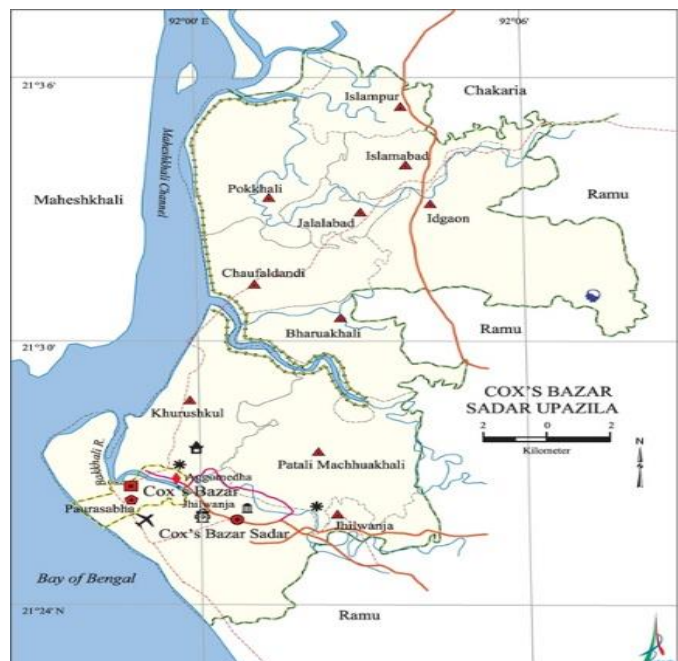 92°00' E
92°06'
21°3 6'
Islampur
Chakaria
Maheshkhali Channel
Islamabad
Maheshkhali
Pokkhali
Ramu
Jalalabad
Idgaon
Chaufaldandi
Bharuakhali
Ramu
21°3 0'
COX'S BAZAR
SADAR UPAZILA
2 0 2
Kilometer
Khurushkul
N
S
Bakkhali R.
Patali Machhuakhali
Anggomedha
Cox's Bazar
Paurasabha
Jhilwanja
Jhilwanja
Cox's Bazar Sadar
Bay of Bengal
21°24' N
Ramu